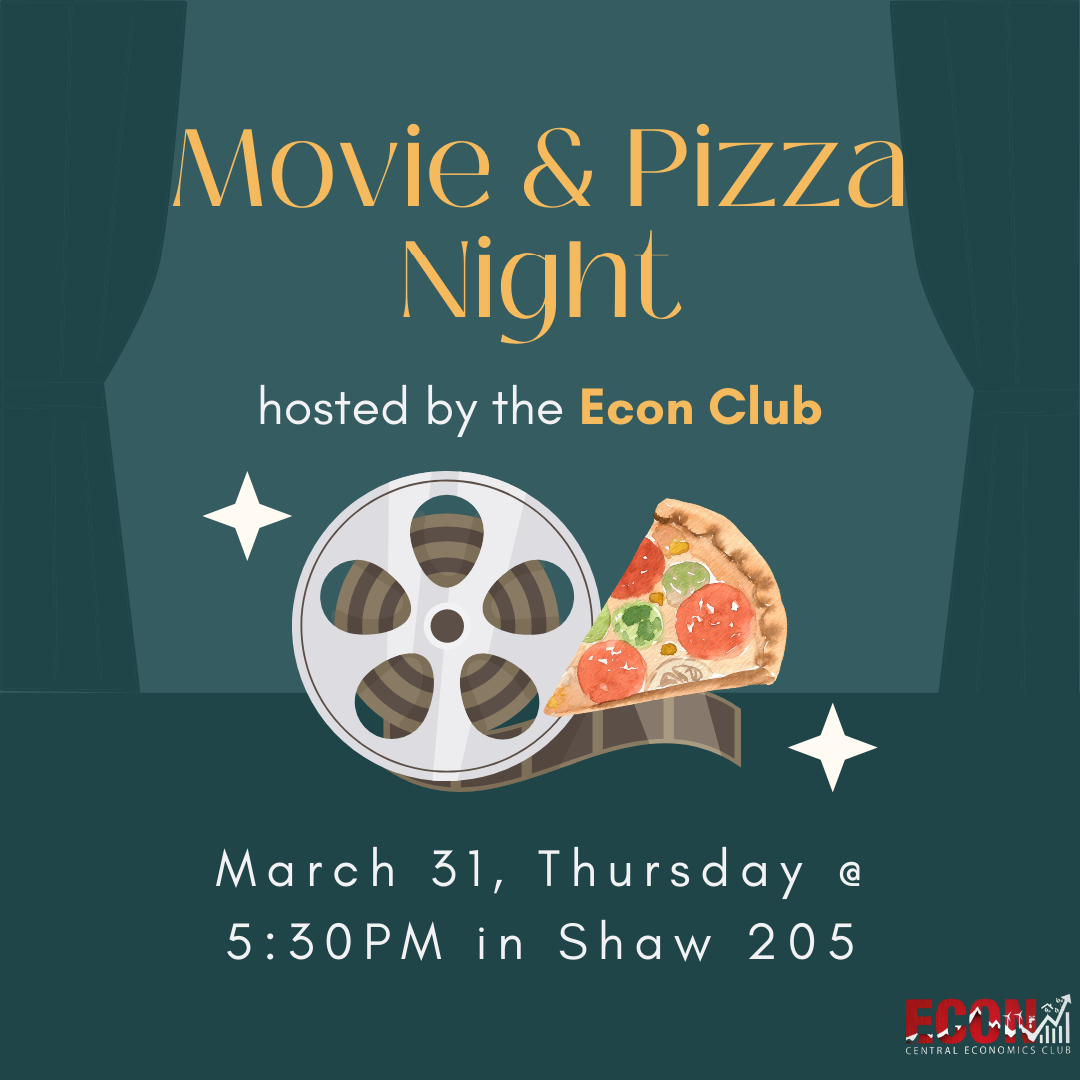 Movie & Pizza
Night
hosted by the Econ Club
March 31, Thursday @
5:30PM in Shaw 205
ECON
CENTRAL ECONOMICS CLUB